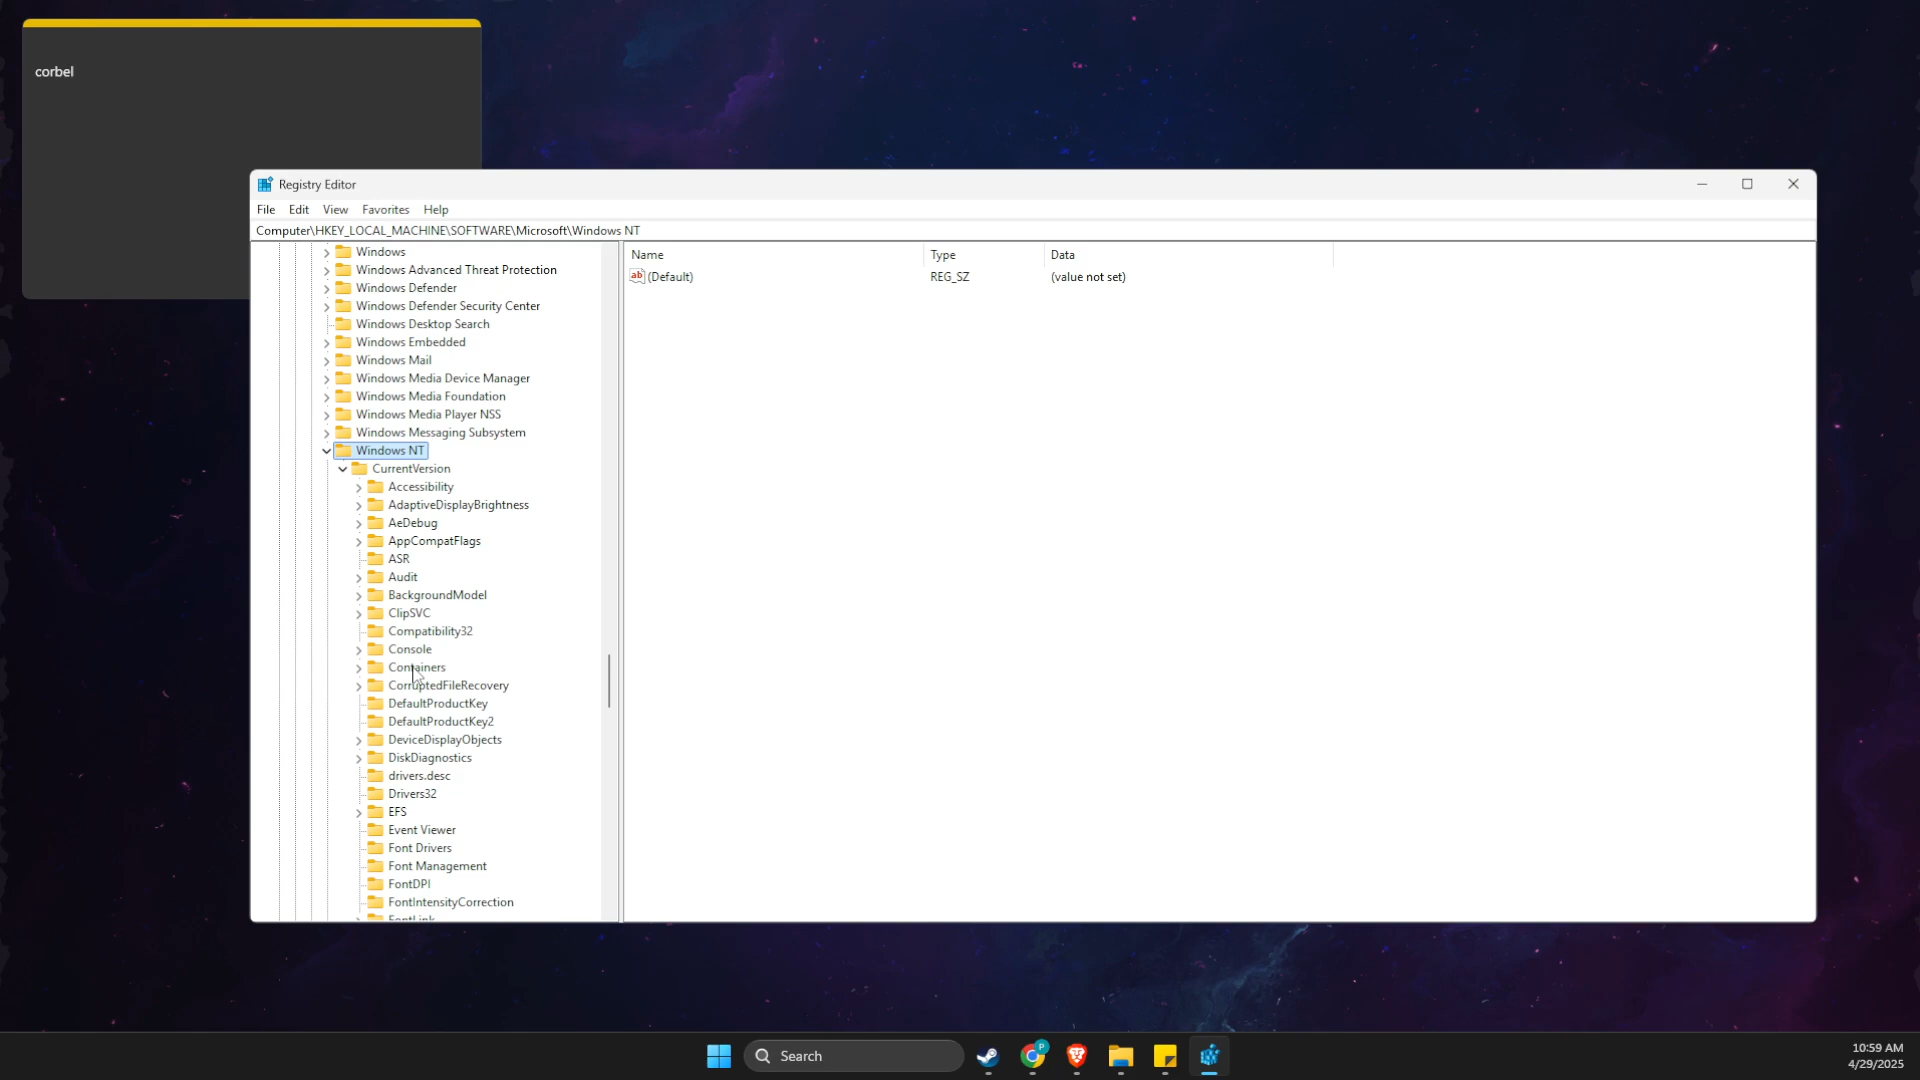 corbel
Registry Editor
File Edit View Favorites Help
Computer\HKEY_LOCAL_MACHINE\SOFTWARE\Microsoft\Windows NT
Name Type Data
ab (Default) REG_SZ (value not set)
Windows
Windows Advanced Threat Protection
Windows Defender
Windows Defender Security Center
Windows Desktop Search
Windows Embedded
Windows Mail
Windows Media Device Manager
Windows Media Foundation
Windows Media Player NSS
Windows Messaging Subsystem
Windows NT
CurrentVersion
Accessibility
AdaptiveDisplayBrightness
AeDebug
AppCompatFlags
ASR
Audit
BackgroundModel
ClipSVC
Compatibility32
Console
Containers
CorruptedFileRecovery
DefaultProductKey
DefaultProductKey2
DeviceDisplayObjects
DiskDiagnostics
drivers.desc
Drivers32
EFS
Event Viewer
Font Drivers
Font Management
FontDPI
FontIntensityCorrection
FontLink
Search
P
10:59 AM
4/29/2025